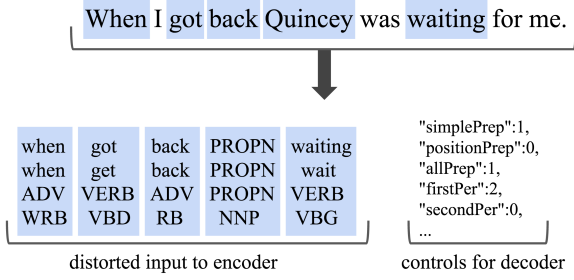 When I got back Quincey was waiting for me.
when got back PROPN waiting
when get back PROPN wait
ADV VERB ADV PROPN VERB
WRB VBD RB NNP VBG
distorted input to encoder
"simplePrep":1,
"positionPrep":0,
"allPrep":1,
"firstPer":2,
"secondPer":0,
...
controls for decoder